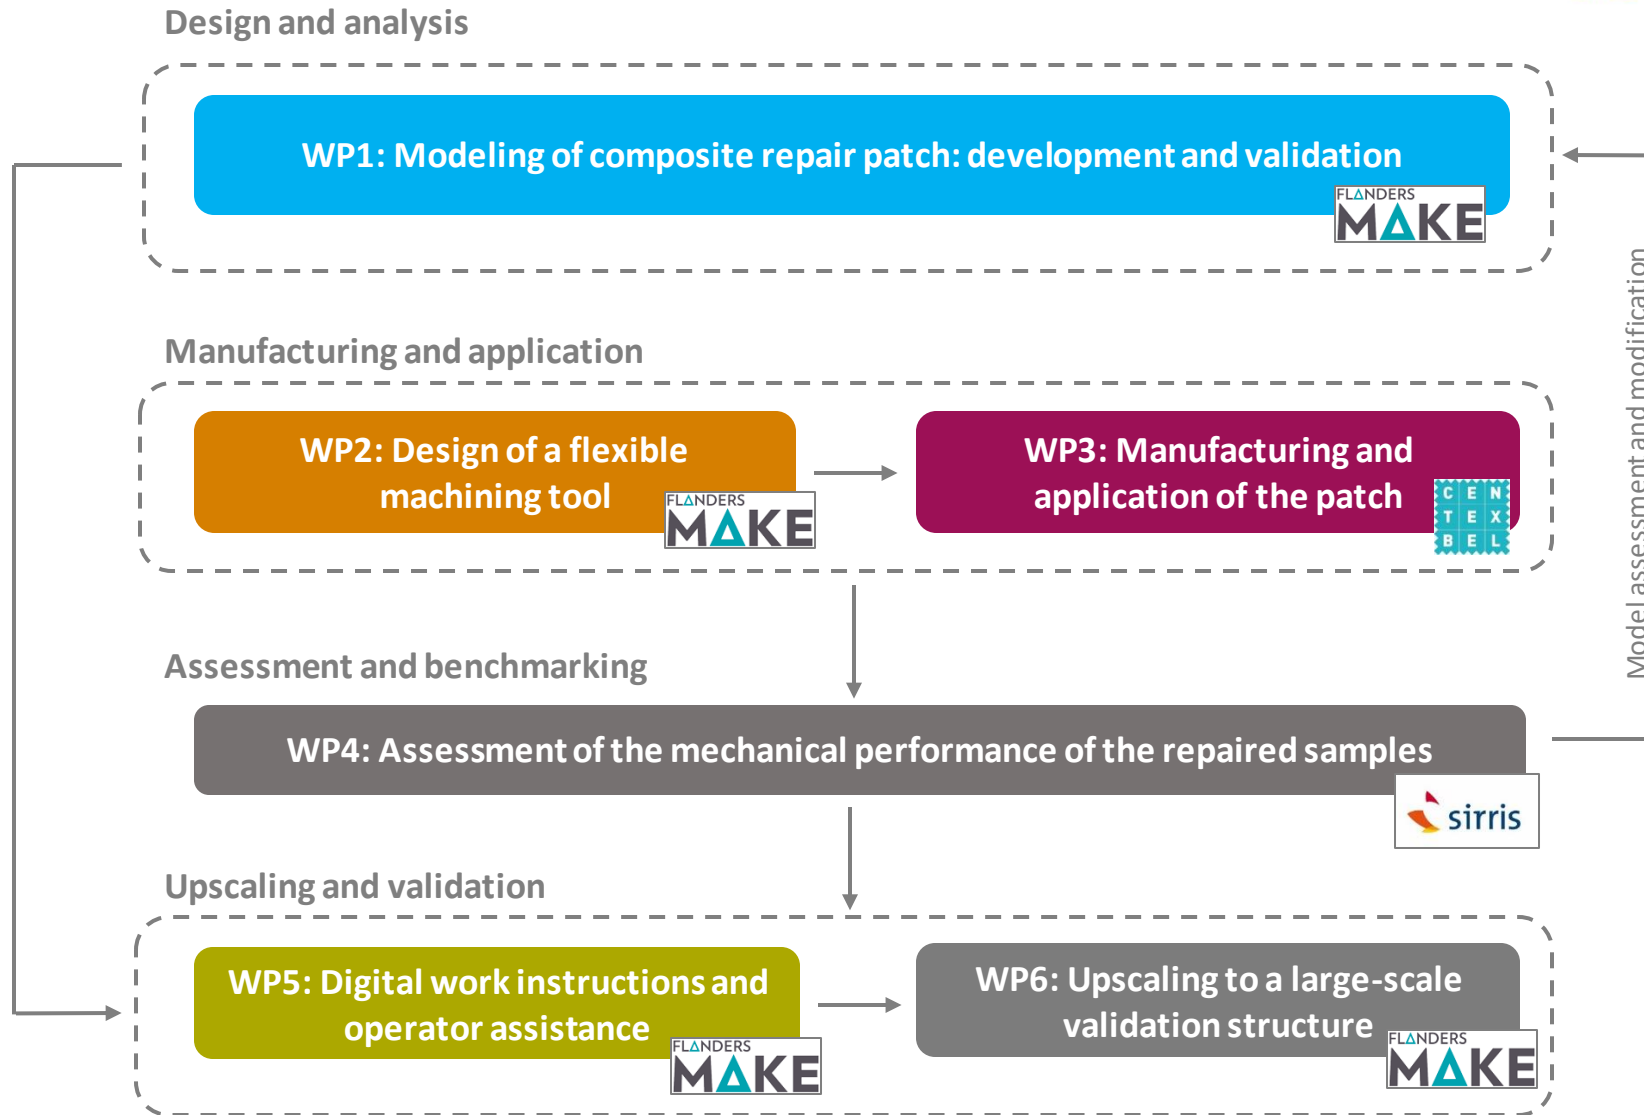 Design and analysis
WP1: Modeling of composite repair patch: development and validation
FLANDERS
MAKE
Model assessment and modification
Manufacturing and application
WP2: Design of a flexible
machining tool
FLANDERS
MAKE
WP3: Manufacturing and
application of the patch
CEN
TEX
BEL
Assessment and benchmarking
WP4: Assessment of the mechanical performance of the repaired samples
sirris
Upscaling and validation
WP5: Digital work instructions and
operator assistance
FLANDERS
MAKE
WP6: Upscaling to a large-scale
validation structure
FLANDERS
MAKE